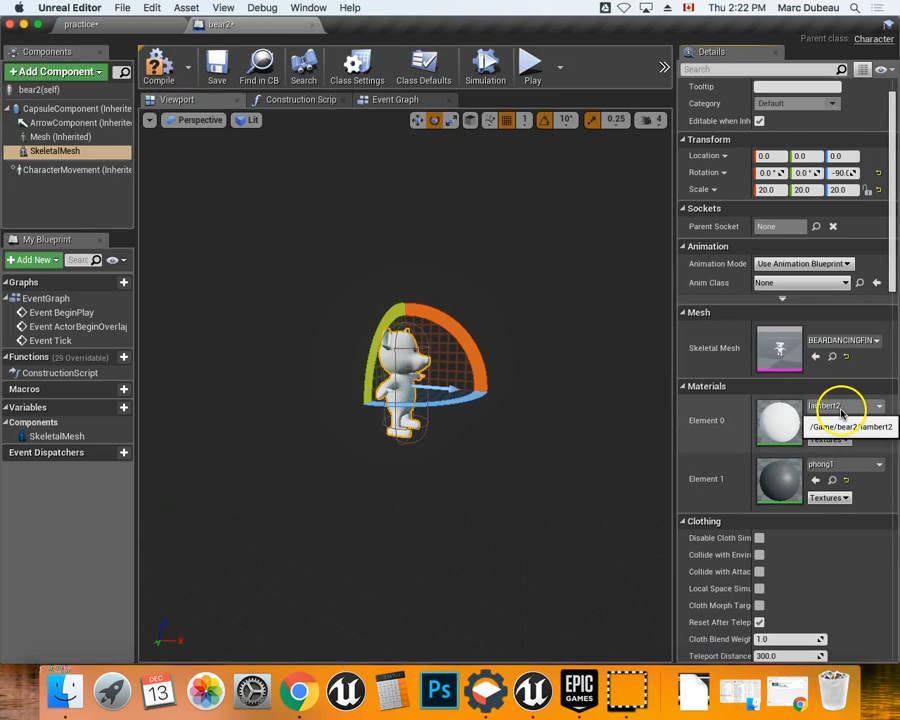 Unreal Editor File Edit Asset View Debug Window Help
Thu 2:22 PM Marc Dubeau
practice*
bear2*
Parent class: Character
Components
+ Add Component
bear2(self)
CapsuleComponent (Inherited
ArrowComponent (Inherite
Mesh (Inherited)
SkeletalMesh
CharacterMovement (Inherite
My Blueprint
+ Add New
Searc
Graphs
EventGraph
Event BeginPlay
Event ActorBeginOverlap
Event Tick
Functions (29 Overridable)
ConstructionScript
Macros
Variables
Components
SkeletalMesh
Event Dispatchers
Compile
Save
Find in CB
Search
Class Settings
Class Defaults
Simulation
Play
Viewport
Construction Scrip
Event Graph
Perspective
Lit
1
10°
0.25
4
X
Details
Search
Tooltip
Category Default
Editable when Inh
Transform
Location 0.0 0.0 0.0
Rotation 0.0 ° 0.0 ° -90.0
Scale 20.0 20.0 20.0
Sockets
Parent Socket None
Animation
Animation Mode Use Animation Blueprint
Anim Class None
Mesh
Skeletal Mesh BEARDANCINGFIN
Materials
Element 0 lambert2
/Game/bear2/lambert2
Textures
Element 1 phong1
Textures
Clothing
Disable Cloth Sim
Collide with Envir
Collide with Attac
Local Space Simu
Cloth Morph Targ
Reset After Telep
Cloth Blend Weigh 1.0
Teleport Distance 300.0
DEC
13
Ps
EPIC
GAMES